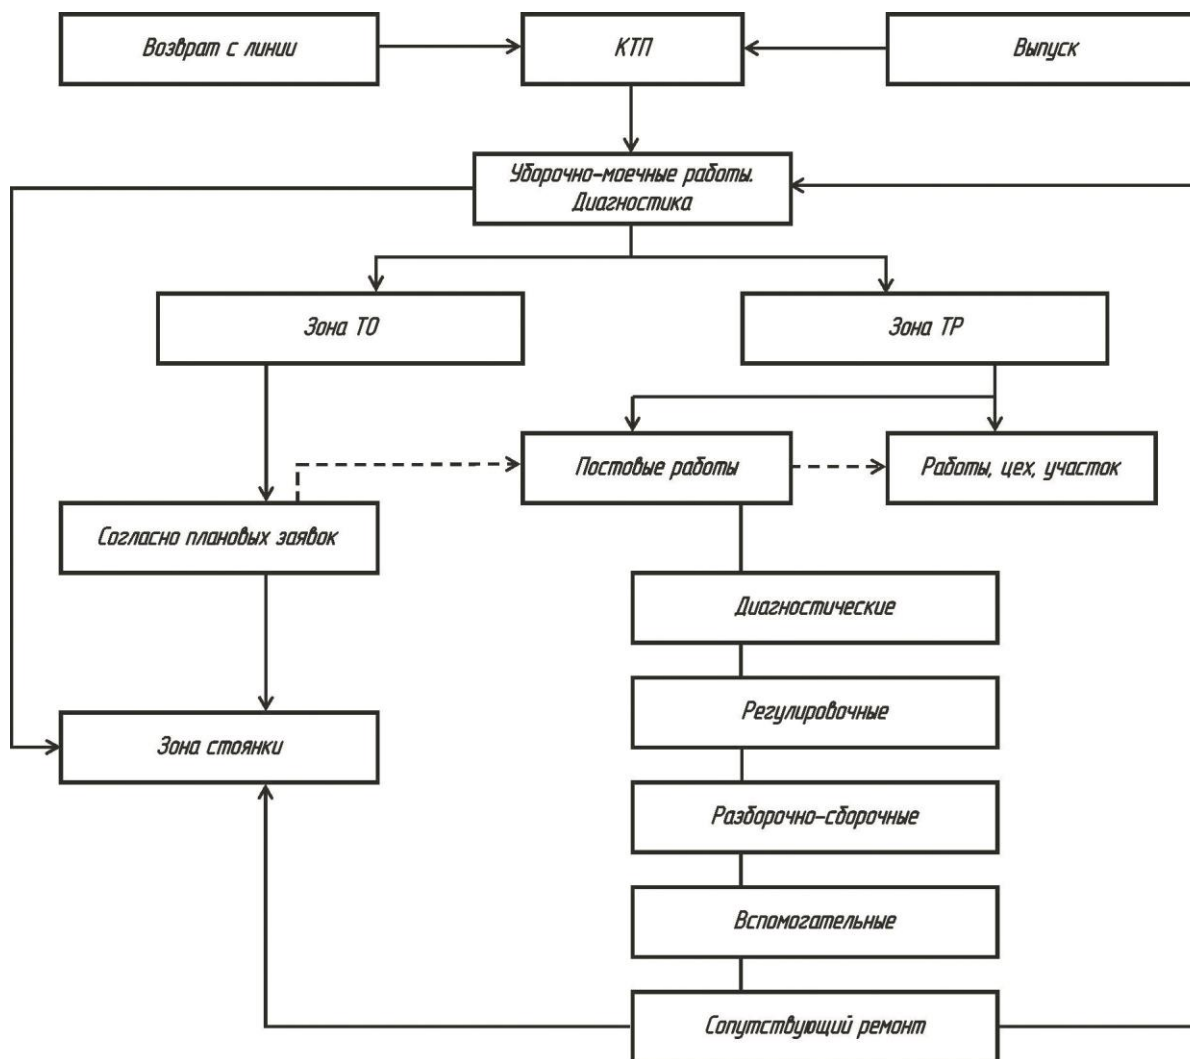 Возврат с линии
КТП
Выпуск
Уборочно-моечные работы.
Диагностика
Зона ТО
Зона ТР
Постовые работы
Работы, цех, участок
Согласно плановых заявок
Диагностические
Регулировочные
Зона стоянки
Разборочно-сборочные
Вспомогательные
Сопутствующий ремонт